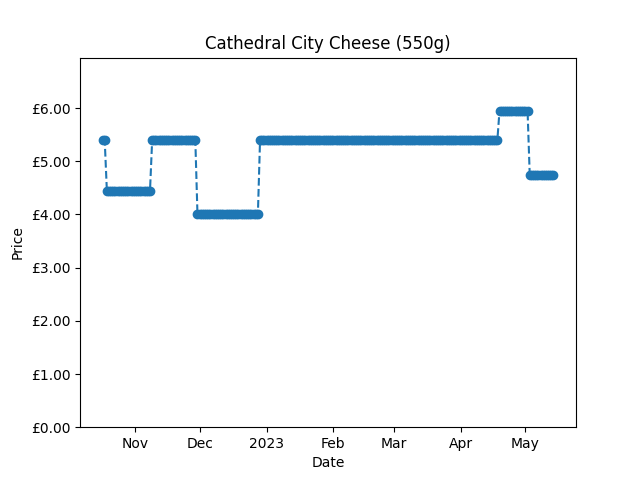 Cathedral City Cheese (550g)
£6.00
£5.00
£4.00
£3.00
£2.00
£1.00
£0.00
Price
Nov Dec 2023 Feb Mar Apr May
Date